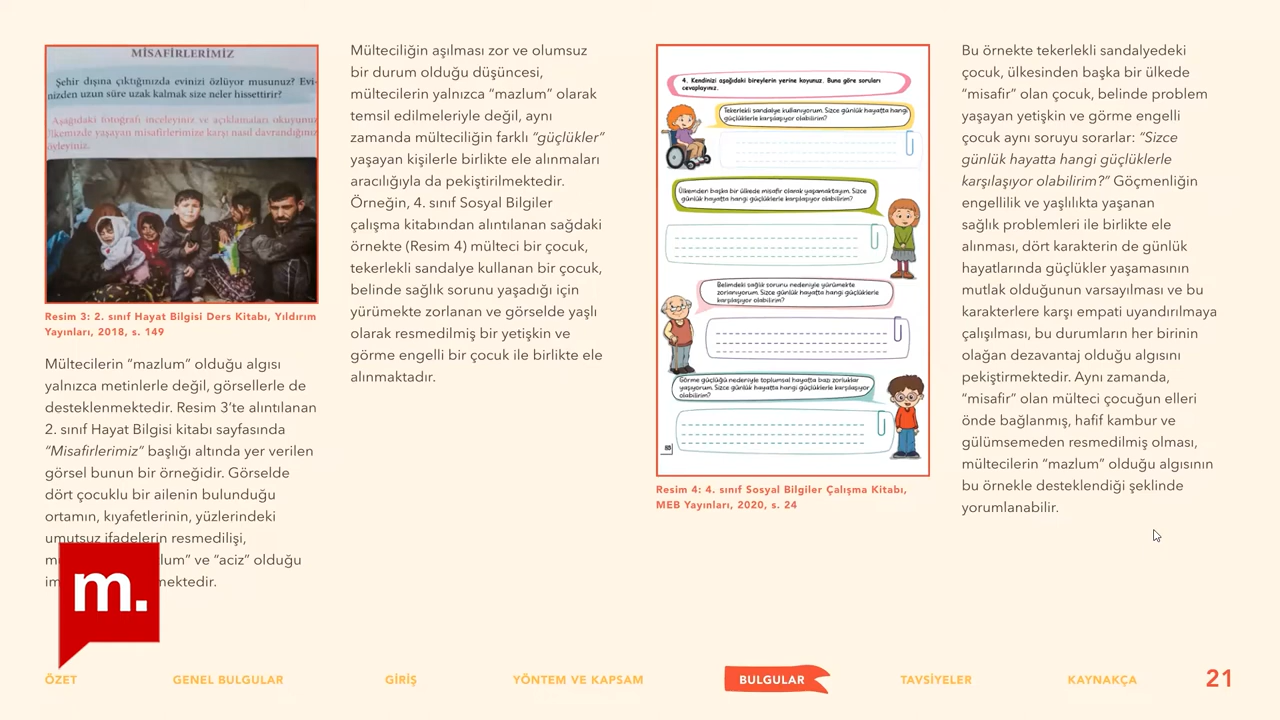 MİSAFİRLERİMİZ
Şehir dışına çıktığınızda evinizi özlüyor musunuz? Evi-
nizden uzun süre uzak kalmak size neler hissettirir?
Aşağıdaki görseli inceleyiniz ve açıklamaları okuyunuz.
Ülkemizde yaşayan misafirlerimize karşı nasıl davrandığınızı
söyleyiniz.
Resim 3: 2. sınıf Hayat Bilgisi Ders Kitabı, Yıldırım
Yayınları, 2018, s. 149
Mültecilerin “mazlum” olduğu algısı
yalnızca metinlerle değil, görsellerle de
desteklenmektedir. Resim 3’te alıntılanan
2. sınıf Hayat Bilgisi kitabı sayfasında
“Misafirlerimiz” başlığı altında yer verilen
görsel bunun bir örneğidir. Görselde
dört çocuklu bir ailenin bulunduğu
ortamın, kıyafetlerinin, yüzlerindeki
umutsuz ifadelerin resmedilişi,
lum” ve “aciz” olduğu
mektedir.
Mülteciliğin aşılması zor ve olumsuz
bir durum olduğu düşüncesi,
mültecilerin yalnızca “mazlum” olarak
temsil edilmeleriyle değil, aynı
zamanda mülteciliğin farklı “güçlükler”
yaşayan kişilerle birlikte ele alınmaları
aracılığıyla da pekiştirilmektedir.
Örneğin, 4. sınıf Sosyal Bilgiler
çalışma kitabından alıntılanan sağdaki
örnekte (Resim 4) mülteci bir çocuk,
tekerlekli sandalye kullanan bir çocuk,
belinde sağlık sorunu yaşadığı için
yürümekte zorlanan ve görselde yaşlı
olarak resmedilmiş bir yetişkin ve
görme engelli bir çocuk ile birlikte ele
alınmaktadır.
4. Kendinizi aşağıdaki bireylerin yerine koyunuz. Buna göre soruları
cevaplayınız.
Tekerlekli sandalye kullanıyorum. Sizce günlük hayatta hangi
güçlüklerle karşılaşıyor olabilirim?
Ülkemden başka bir ülkede misafir olarak yaşamaktayım. Sizce
günlük hayatta hangi güçlüklerle karşılaşıyor olabilirim?
Belimdeki sağlık sorunu nedeniyle yürümekte
zorlanıyorum. Sizce günlük hayatta hangi güçlüklerle
karşılaşıyor olabilirim?
Görme güçlüğü nedeniyle toplumsal hayatta bazı zorluklar
yaşıyorum. Sizce günlük hayatta hangi güçlüklerle karşılaşıyor
olabilirim?
Resim 4: 4. sınıf Sosyal Bilgiler Çalışma Kitabı,
MEB Yayınları, 2020, s. 24
Bu örnekte tekerlekli sandalyedeki
çocuk, ülkesinden başka bir ülkede
“misafir” olan çocuk, belinde problem
yaşayan yetişkin ve görme engelli
çocuk aynı soruyu sorarlar: “Sizce
günlük hayatta hangi güçlüklerle
karşılaşıyor olabilirim?” Göçmenliğin
engellilik ve yaşlılıkta yaşanan
sağlık problemleri ile birlikte ele
alınması, dört karakterin de günlük
hayatlarında güçlükler yaşamasının
mutlak olduğunun varsayılması ve bu
karakterlere karşı empati uyandırılmaya
çalışılması, bu durumların her birinin
olağan dezavantaj olduğu algısını
pekiştirmektedir. Aynı zamanda,
“misafir” olan mülteci çocuğun elleri
önde bağlanmış, hafif kambur ve
gülümsemeden resmedilmiş olması,
mültecilerin “mazlum” olduğu algısının
bu örnekle desteklendiği şeklinde
yorumlanabilir.
m.
ÖZET
GENEL BULGULAR
GİRİŞ
YÖNTEM VE KAPSAM
BULGULAR
TAVSİYELER
KAYNAKÇA
21